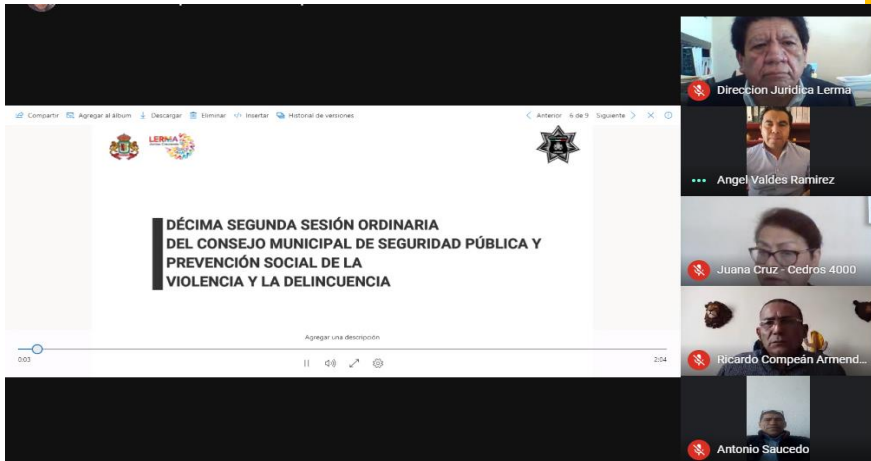 Compartir Agregar al álbum Descargar Eliminar Insertar Historial de versiones Anterior 6 de 9 Siguiente
LERMA
DÉCIMA SEGUNDA SESIÓN ORDINARIA
DEL CONSEJO MUNICIPAL DE SEGURIDAD PÚBLICA Y
PREVENCIÓN SOCIAL DE LA
VIOLENCIA Y LA DELINCUENCIA
Agregar una descripción
0:03
2:04
Direccion Juridica Lerma
Angel Valdes Ramirez
Juana Cruz - Cedros 4000
Ricardo Compeán Armend...
Antonio Saucedo